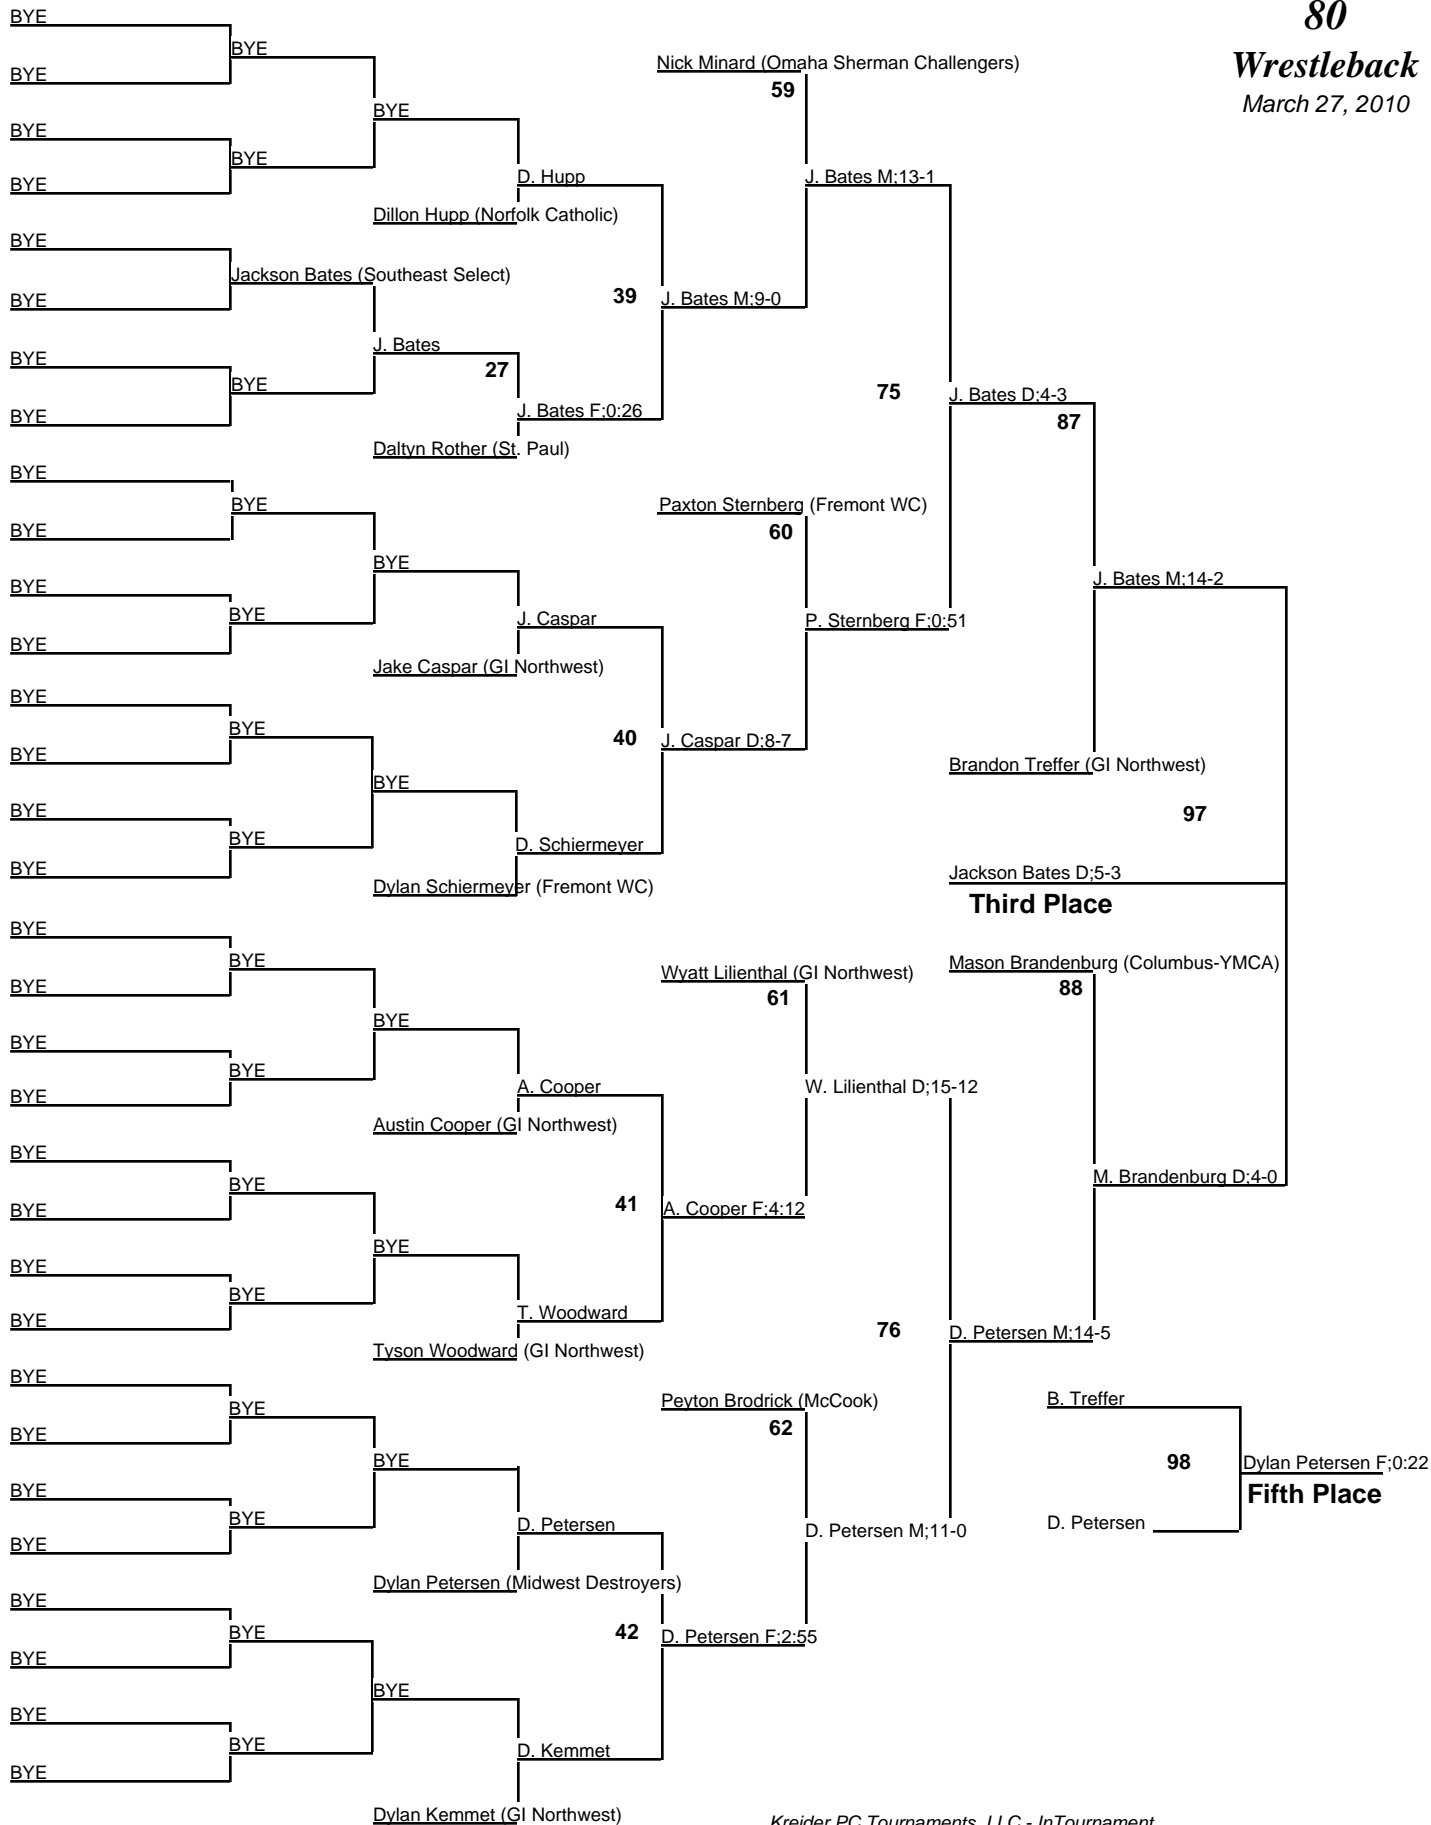 80
Wrestleback
March 27, 2010
BYE
BYE
BYE
Nick Minard (Omaha Sherman Challengers)
59
BYE
BYE
BYE
BYE
D. Hupp
J. Bates M;13-1
BYE
Dillon Hupp (Norfolk Catholic)
BYE
Jackson Bates (Southeast Select)
39
J. Bates M;9-0
BYE
J. Bates
BYE
27
BYE
75
J. Bates D;4-3
BYE
J. Bates F;0:26
87
Daltyn Rother (St. Paul)
BYE
BYE
Paxton Sternberg (Fremont WC)
BYE
60
BYE
BYE
J. Bates M;14-2
BYE
J. Caspar
P. Sternberg F;0:51
BYE
Jake Caspar (GI Northwest)
BYE
BYE
40
J. Caspar D;8-7
BYE
Brandon Treffer (GI Northwest)
BYE
BYE
97
BYE
D. Schiermeyer
BYE
Jackson Bates D;5-3
Dylan Schiermeyer (Fremont WC)
Third Place
BYE
BYE
Wyatt Lilienthal (GI Northwest)
Mason Brandenburg (Columbus-YMCA)
BYE
61
88
BYE
BYE
BYE
A. Cooper
W. Lilienthal D;15-12
BYE
Austin Cooper (GI Northwest)
BYE
BYE
M. Brandenburg D;4-0
41
A. Cooper F;4:12
BYE
BYE
BYE
BYE
T. Woodward
BYE
76
D. Petersen M;14-5
Tyson Woodward (GI Northwest)
BYE
Peyton Brodrick (McCook)
B. Treffer
BYE
62
BYE
BYE
98
Dylan Petersen F;0:22
BYE
Fifth Place
BYE
D. Petersen
D. Petersen M;11-0
D. Petersen
BYE
Dylan Petersen (Midwest Destroyers)
BYE
BYE
42
D. Petersen F;2:55
BYE
BYE
BYE
BYE
D. Kemmet
BYE
Dylan Kemmet (GI Northwest)
Kreider PC Tournaments, LLC - InTournament